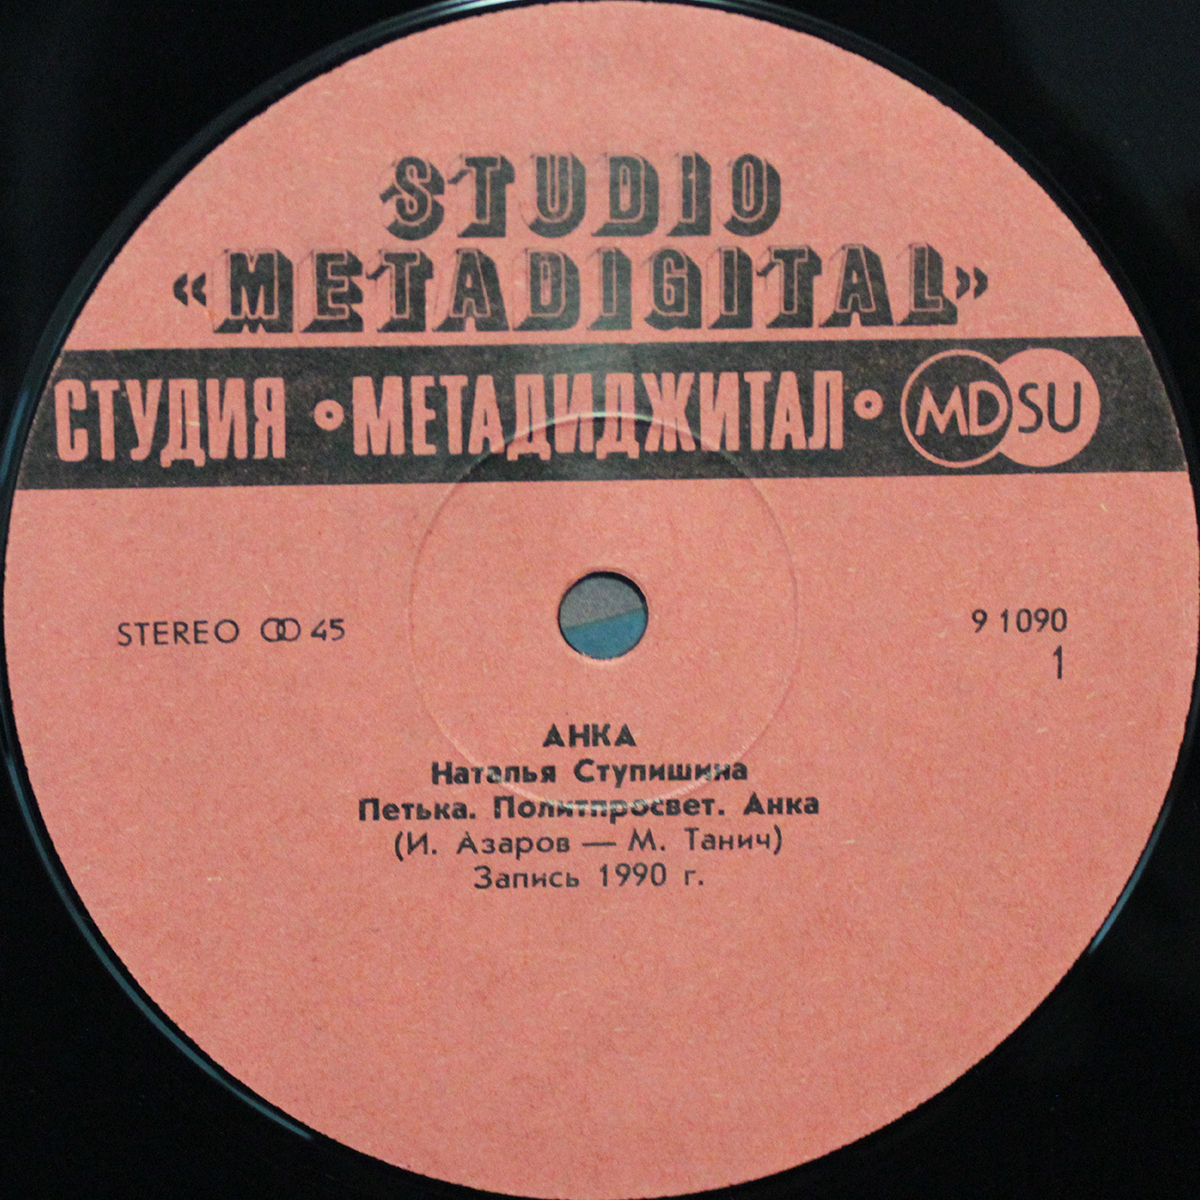 STUDIO
«METADIGITAL»
СТУДИЯ •МЕТАДИДЖИТАЛ• MDSU
STEREO 45
9 1090
1
АНКА
Наталья Ступишина
Петька. Политпросвет. Анка
(И. Азаров — М. Танич)
Запись 1990 г.